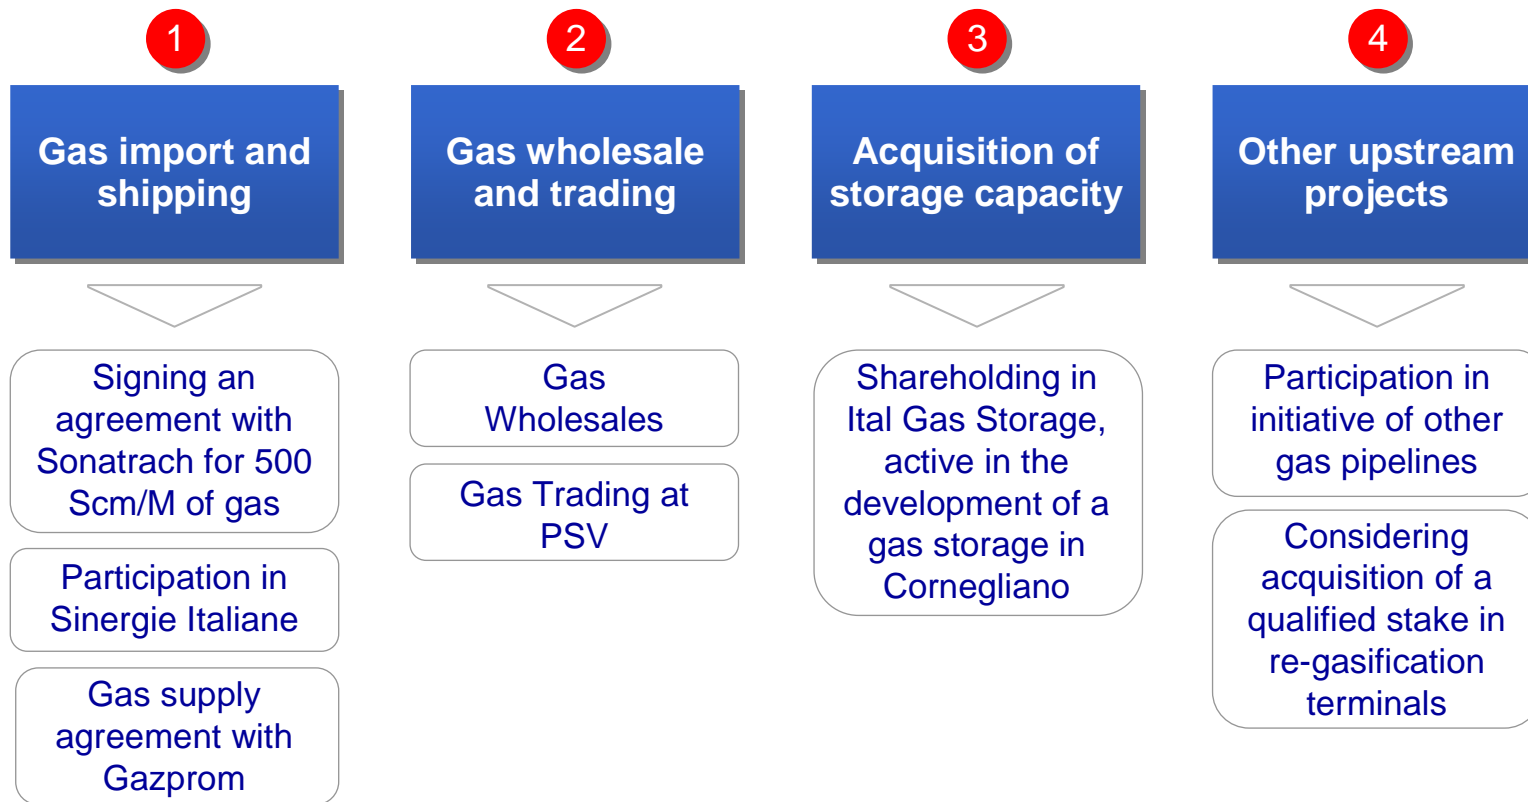 1
Gas import and
shipping
Signing an
agreement with
Sonatrach for 500
Scm/M of gas
Participation in
Sinergie Italiane
Gas supply
agreement with
Gazprom
2
Gas wholesale
and trading
Gas
Wholesales
Gas Trading at
PSV
3
Acquisition of
storage capacity
Shareholding in
Ital Gas Storage,
active in the
development of a
gas storage in
Cornegliano
4
Other upstream
projects
Participation in
initiative of other
gas pipelines
Considering
acquisition of a
qualified stake in
re-gasification
terminals